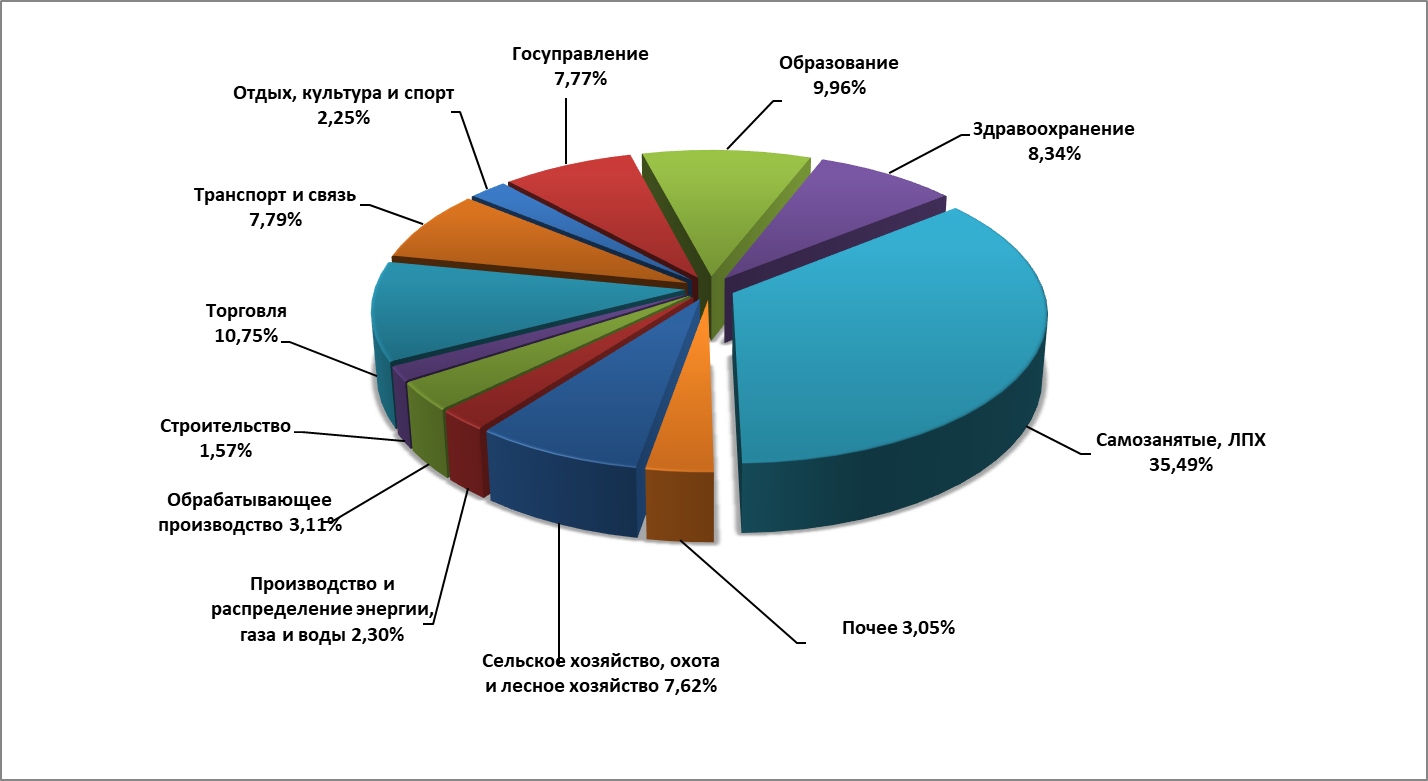 Госуправление
7,77%
Образование
9,96%
Отдых, культура и спорт
2,25%
Здравоохранение
8,34%
Транспорт и связь
7,79%
Торговля
10,75%
Строительство
1,57%
Самозанятые, ЛПХ
35,49%
Обрабатывающее
производство 3,11%
Производство и
распределение энергии,
газа и воды 2,30%
Почее 3,05%
Сельское хозяйство, охота
и лесное хозяйство 7,62%